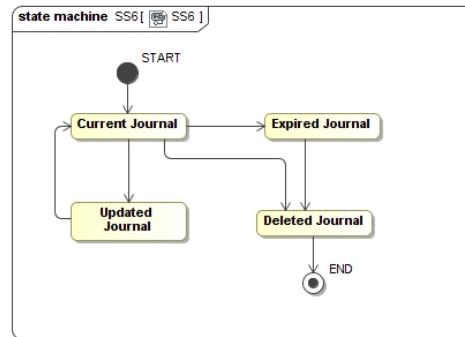 state machine SS6 [ SS6 ]
START
Current Journal
Expired Journal
Updated
Journal
Deleted Journal
END